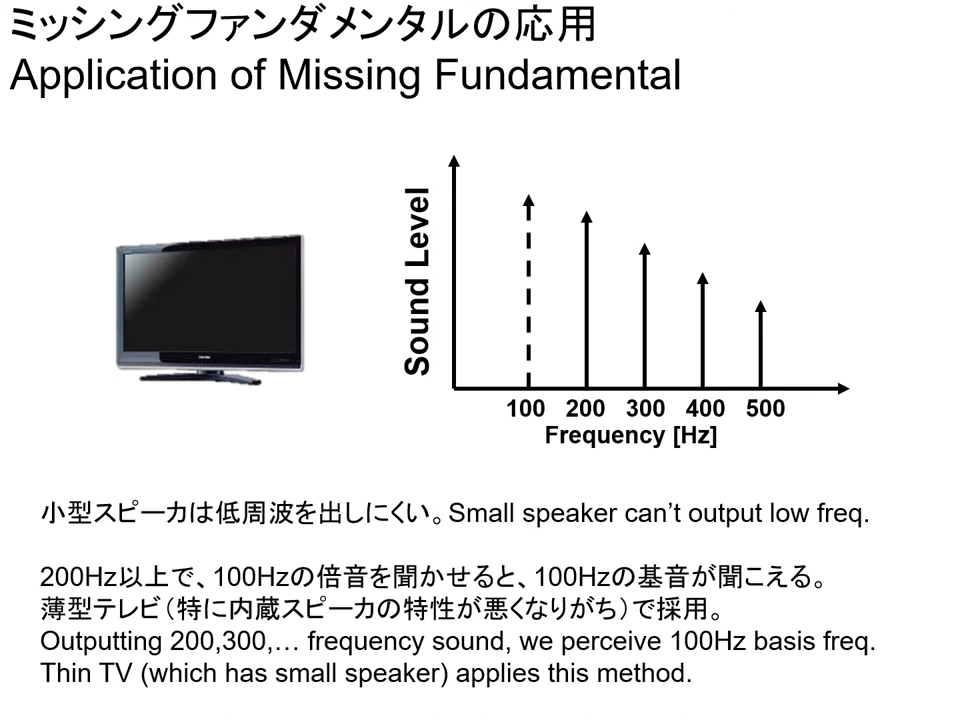 ミッシングファンダメンタルの応用
Application of Missing Fundamental
Sound Level
100 200 300 400 500
Frequency [Hz]
小型スピーカは低周波を出しにくい。Small speaker can't output low freq.
200Hz以上で、100Hzの倍音を聞かせると、100Hzの基音が聞こえる。
薄型テレビ（特に内蔵スピーカの特性が悪くなりがち）で採用。
Outputting 200,300,… frequency sound, we perceive 100Hz basis freq.
Thin TV (which has small speaker) applies this method.